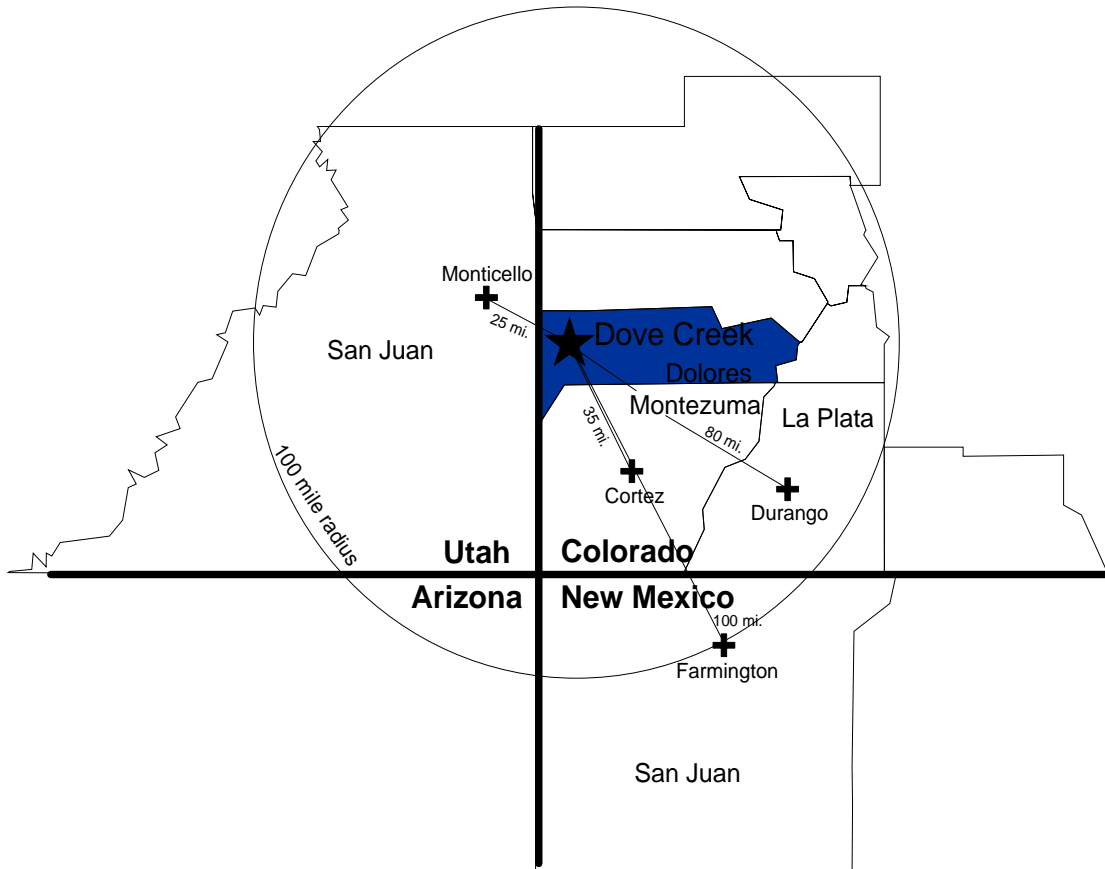 Monticello
25 mi.
San Juan
Dove Creek
Dolores
Montezuma
La Plata
35 mi.
80 mi.
Cortez
Durango
100 mile radius
Utah
Colorado
Arizona
New Mexico
100 mi.
Farmington
San Juan